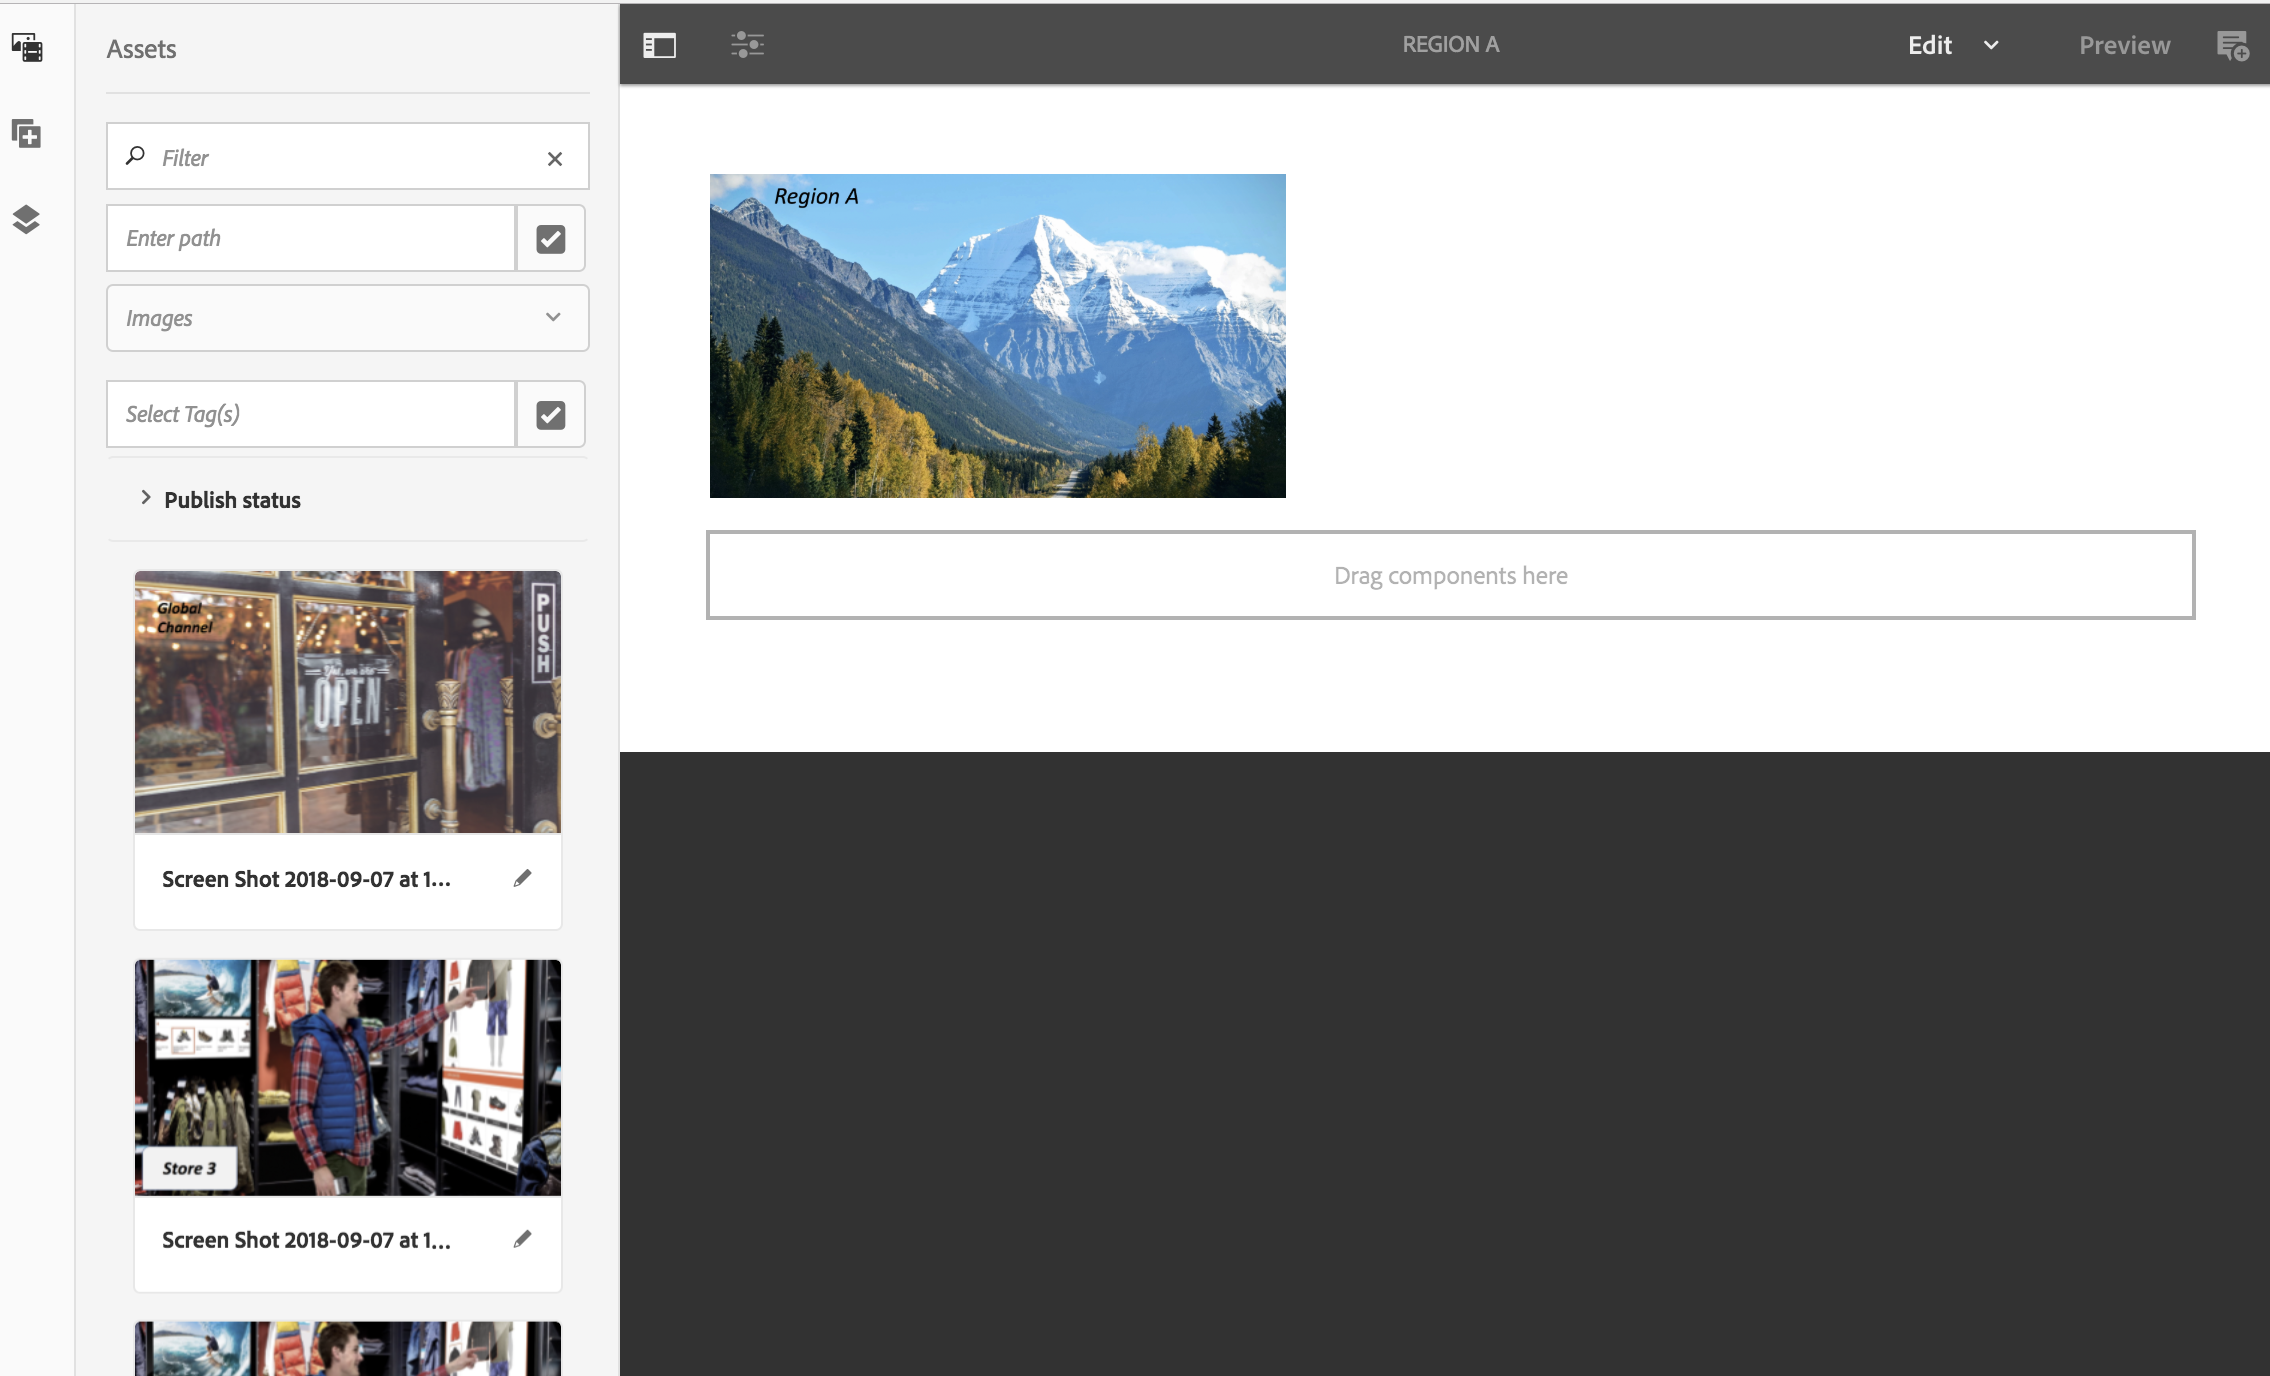 Assets
Filter
Enter path
Images
Select Tag(s)
Publish status
Global
Channel
PUSH
OPEN
Screen Shot 2018-09-07 at 1...
Store 3
Screen Shot 2018-09-07 at 1...
REGION A
Edit
Preview
Region A
Drag components here